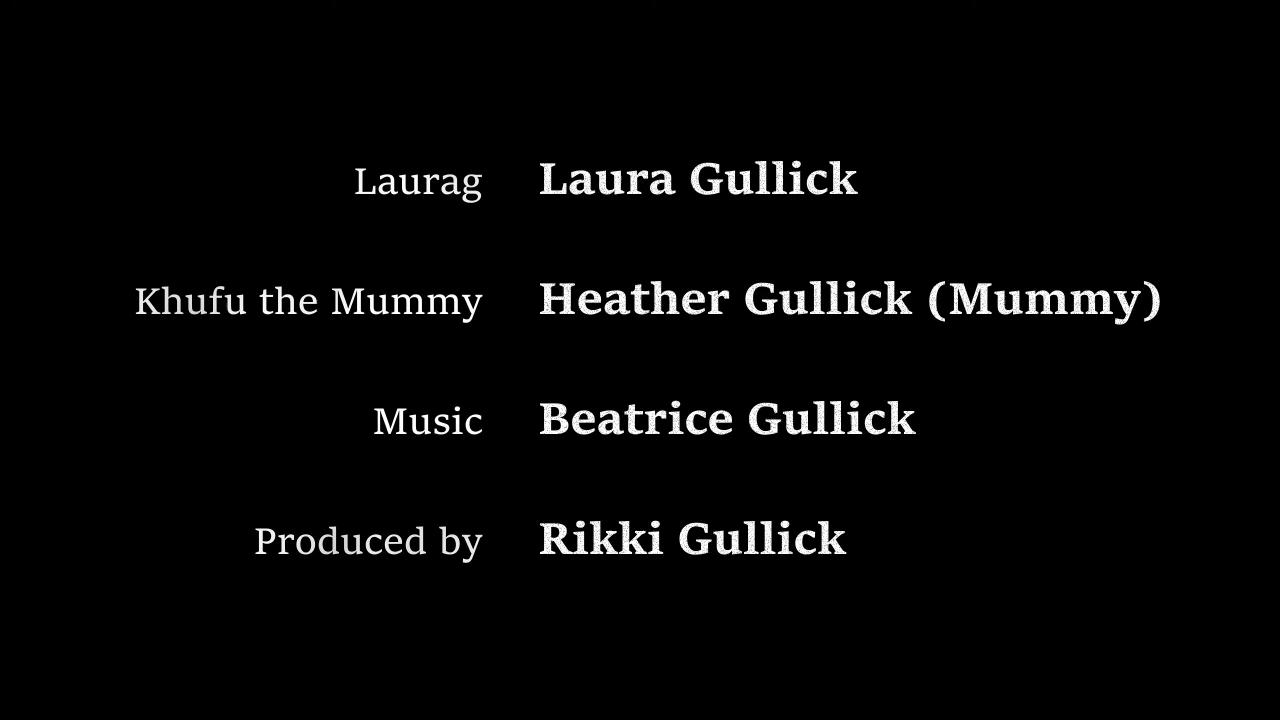 Laurag Laura Gullick
Khufu the Mummy Heather Gullick (Mummy)
Music Beatrice Gullick
Produced by Rikki Gullick